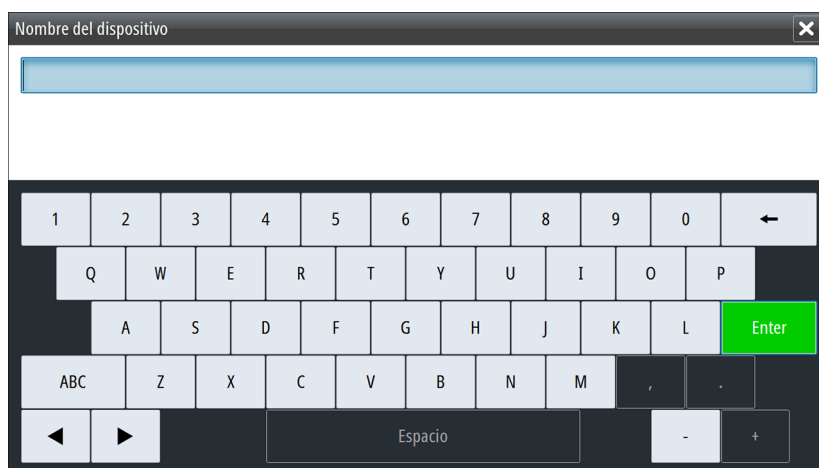 Nombre del dispositivo
1 2 3 4 5 6 7 8 9 0 ←
Q W E R T Y U I O P
A S D F G H J K L Enter
ABC Z X C V B N M , .
◀ ▶ Espacio - +